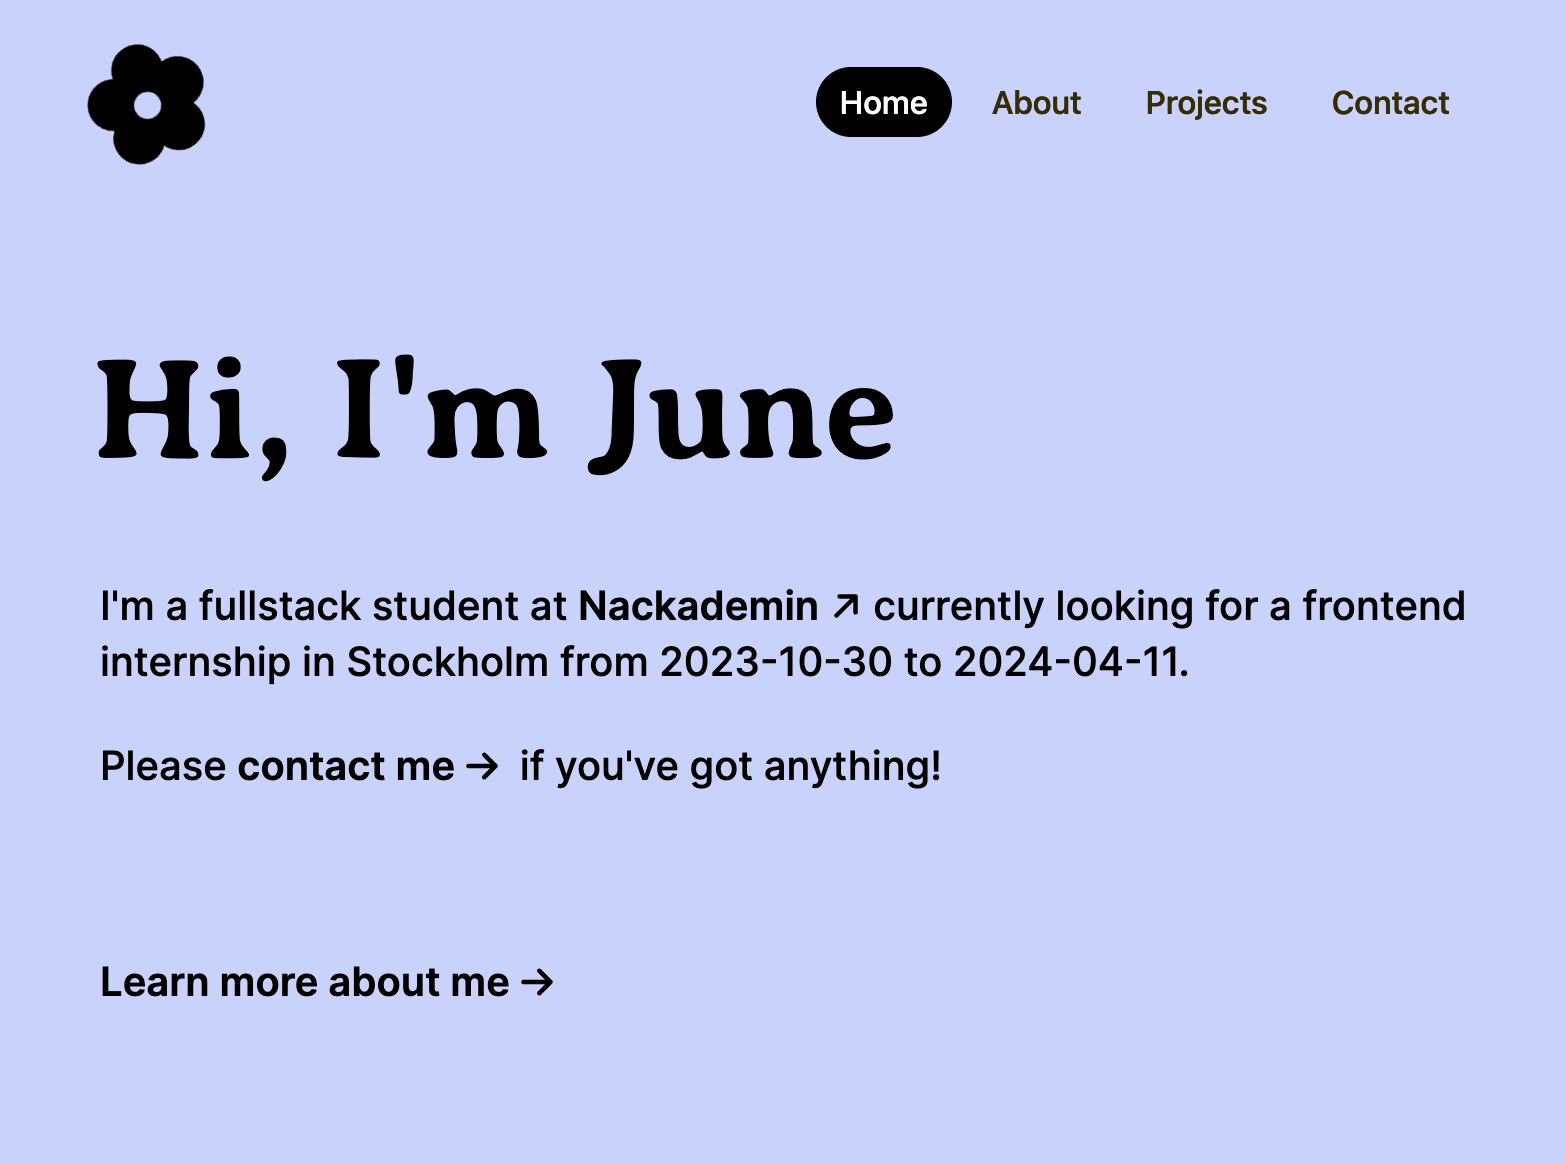 Home About Projects Contact
Hi, I'm June
I'm a fullstack student at Nackademin ↗ currently looking for a frontend
internship in Stockholm from 2023-10-30 to 2024-04-11.
Please contact me → if you've got anything!
Learn more about me →